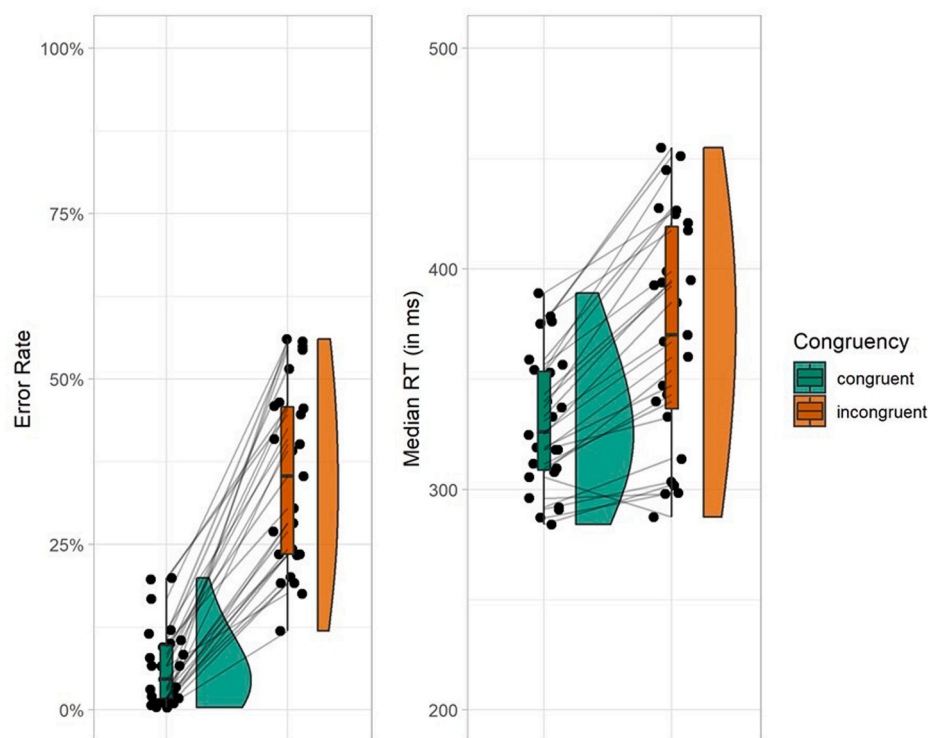 Error Rate
100%
75%
50%
25%
0%
Median RT (in ms)
500
400
300
200
Congruency
congruent
incongruent